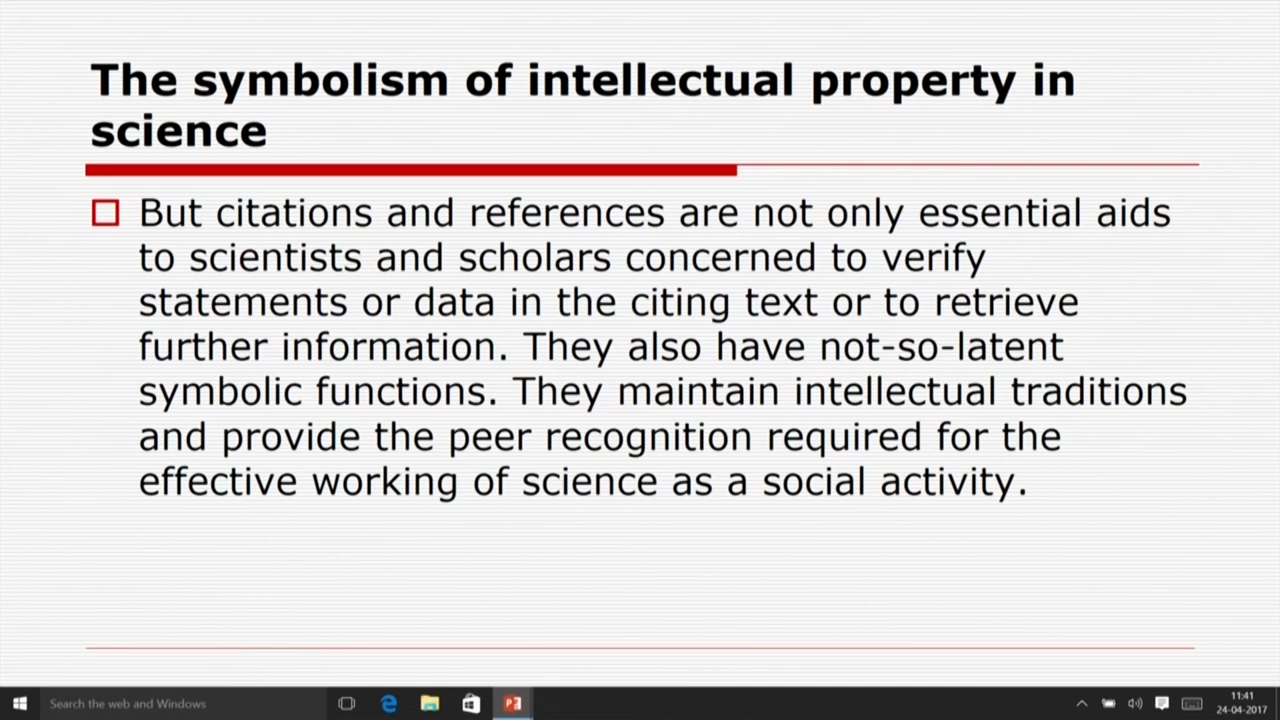 The symbolism of intellectual property in
science
But citations and references are not only essential aids
to scientists and scholars concerned to verify
statements or data in the citing text or to retrieve
further information. They also have not-so-latent
symbolic functions. They maintain intellectual traditions
and provide the peer recognition required for the
effective working of science as a social activity.
Search the web and Windows
11:41
24-04-2017